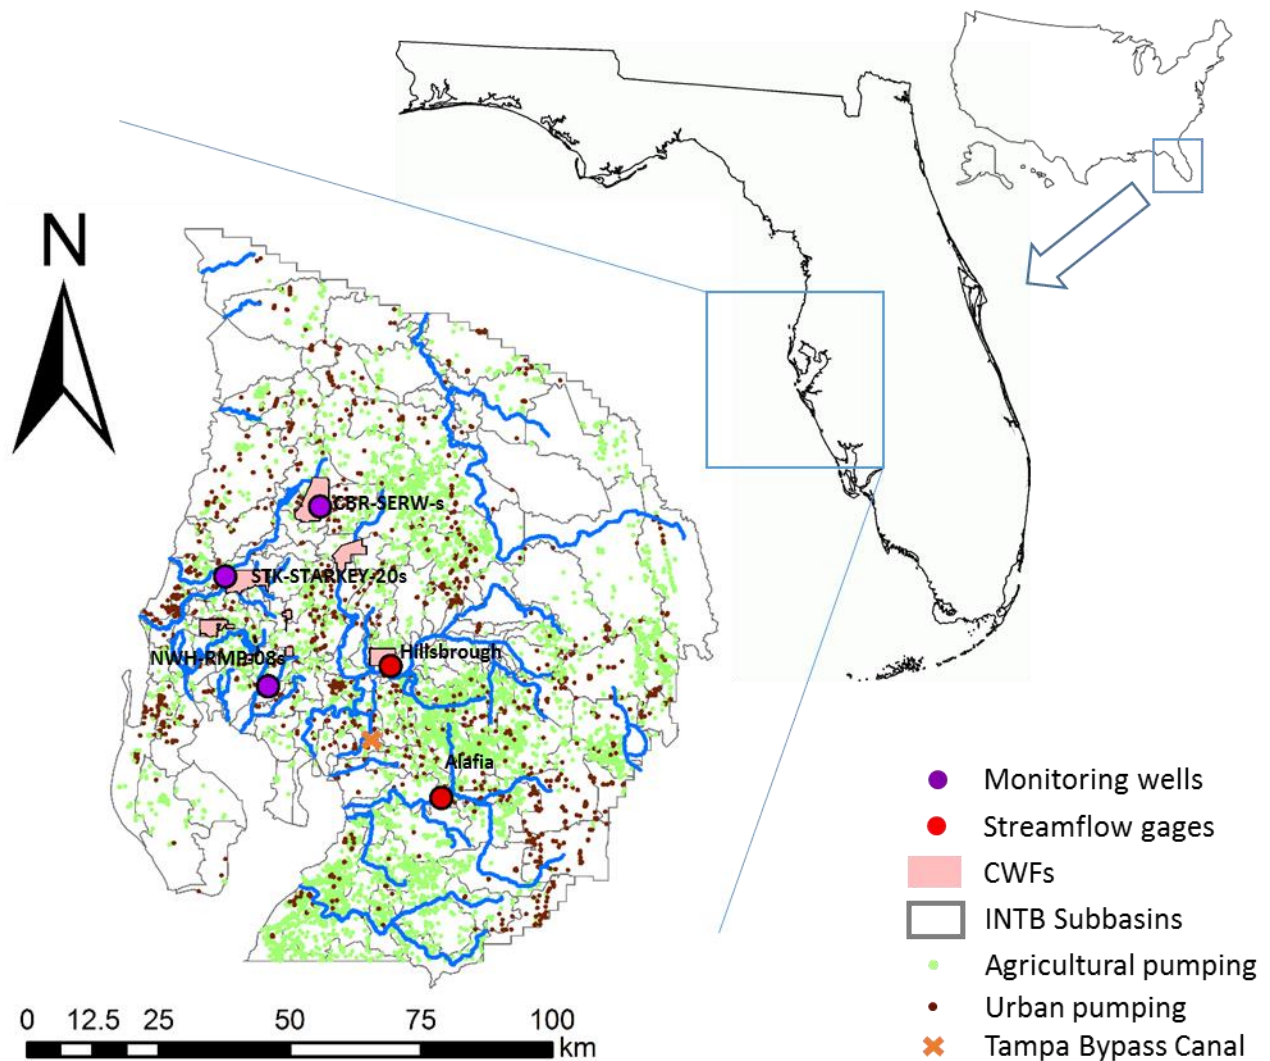 N
CBR-SERW-s
STK-STARKEY-20s
NWH-RMP-08s
Hillsbrough
Alafia
Monitoring wells
Streamflow gages
CWFs
INTB Subbasins
Agricultural pumping
Urban pumping
Tampa Bypass Canal
0 12.5 25 50 75 100
km